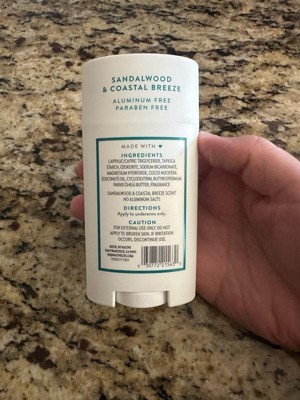 SANDALWOOD
& COASTAL BREEZE
ALUMINUM FREE
PARABEN FREE
MADE WITH ♥
INGREDIENTS
CAPRYLIC/CAPRIC TRIGLYCERIDE, TAPIOCA
STARCH, OZOKERITE, SODIUM BICARBONATE,
MAGNESIUM HYDROXIDE, COCOS NUCIFERA
(COCONUT) OIL, CYCLODEXTRIN, BUTYROSPERMUM
PARKII (SHEA) BUTTER, FRAGRANCE.
SANDALWOOD & COASTAL BREEZE SCENT
NO ALUMINUM SALTS
DIRECTIONS
Apply to underarms only.
CAUTION
FOR EXTERNAL USE ONLY. DO NOT
APPLY TO BROKEN SKIN. IF IRRITATION
OCCURS, DISCONTINUE USE.